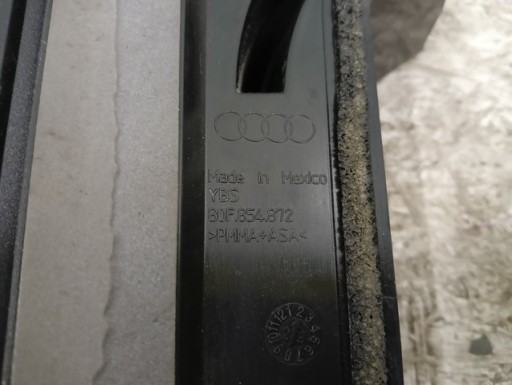 Made in Mexico
YBS
80F.854.872
>PMMA+ASA<